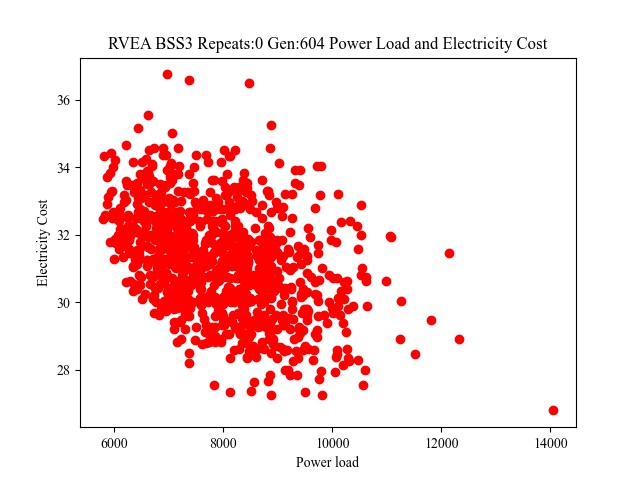 RVEA BSS3 Repeats:0 Gen:604 Power Load and Electricity Cost
Electricity Cost
36
34
32
30
28
6000 8000 10000 12000 14000
Power load